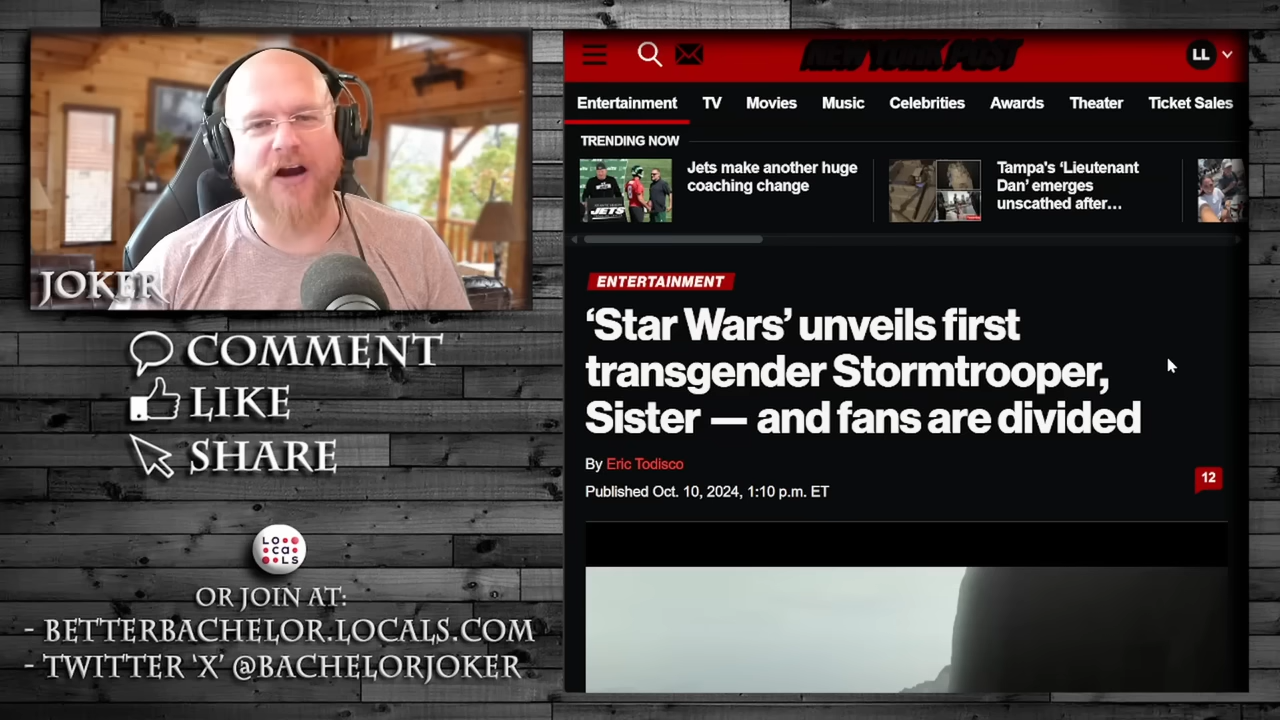 JOKER
COMMENT
LIKE
SHARE
LOCALS
OR JOIN AT:
- BETTERBACHELOR.LOCALS.COM
- TWITTER 'X' @BACHELORJOKER
NEW YORK POST
LL
Entertainment TV Movies Music Celebrities Awards Theater Ticket Sales
TRENDING NOW
JETS
Jets make another huge
coaching change
Tampa's ‘Lieutenant
Dan’ emerges
unscathed after…
ENTERTAINMENT
‘Star Wars’ unveils first
transgender Stormtrooper,
Sister — and fans are divided
By Eric Todisco
Published Oct. 10, 2024, 1:10 p.m. ET
12